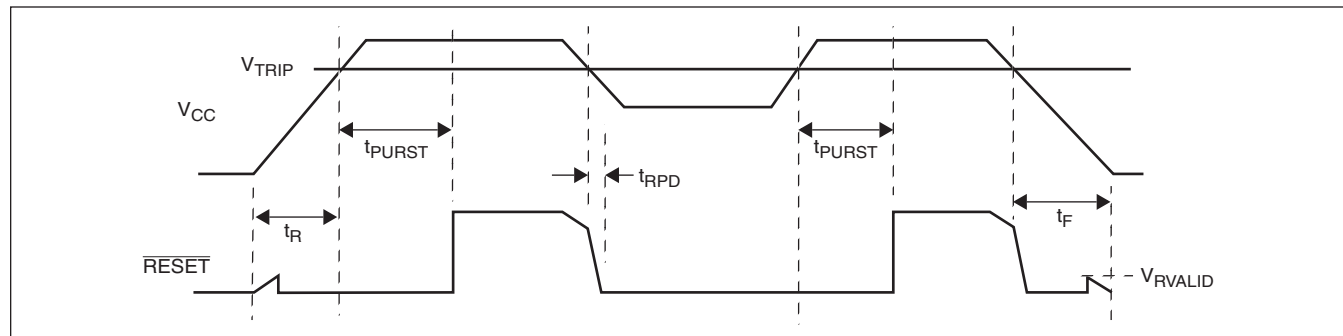 VTRIP
VCC
tPURST
tPURST
tRPD
tR
tF
RESET
VRVALID